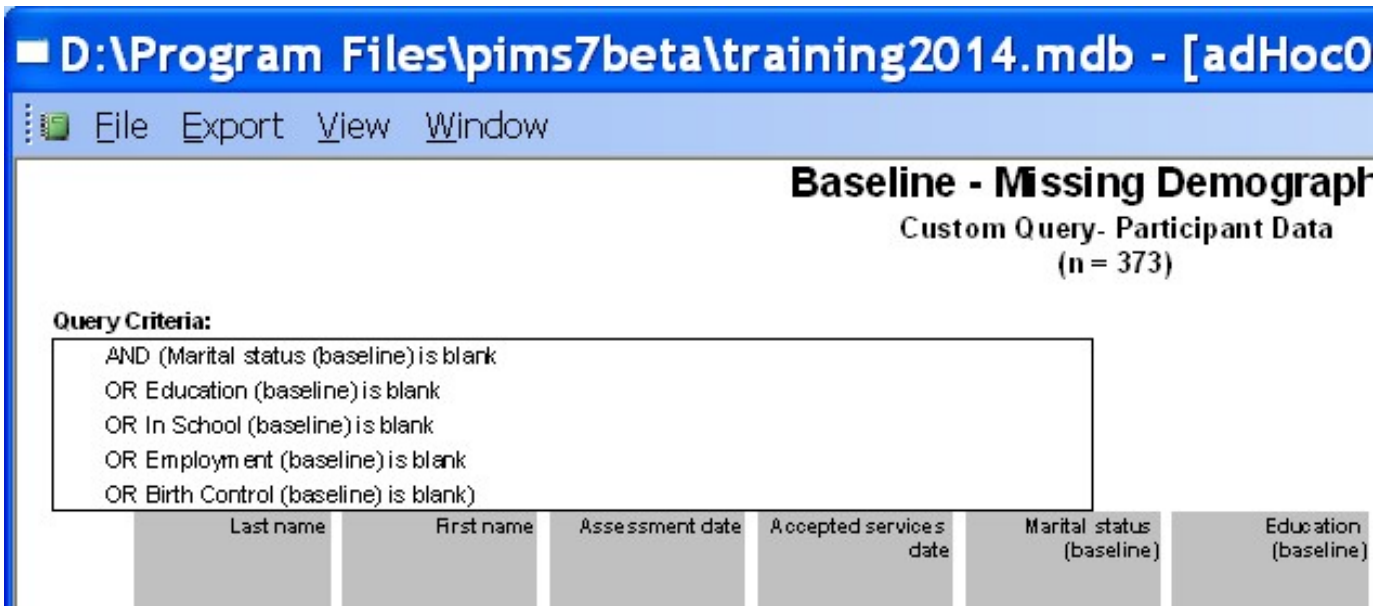 D:\Program Files\pims7beta\training2014.mdb - [adHoc0
File Export View Window
Baseline - Missing Demograph
Custom Query- Participant Data
(n = 373)
Query Criteria:
AND (Marital status (baseline) is blank
OR Education (baseline) is blank
OR In School (baseline) is blank
OR Employment (baseline) is blank
OR Birth Control (baseline) is blank)
Last name First name Assessment date Accepted services date Marital status (baseline) Education (baseline)